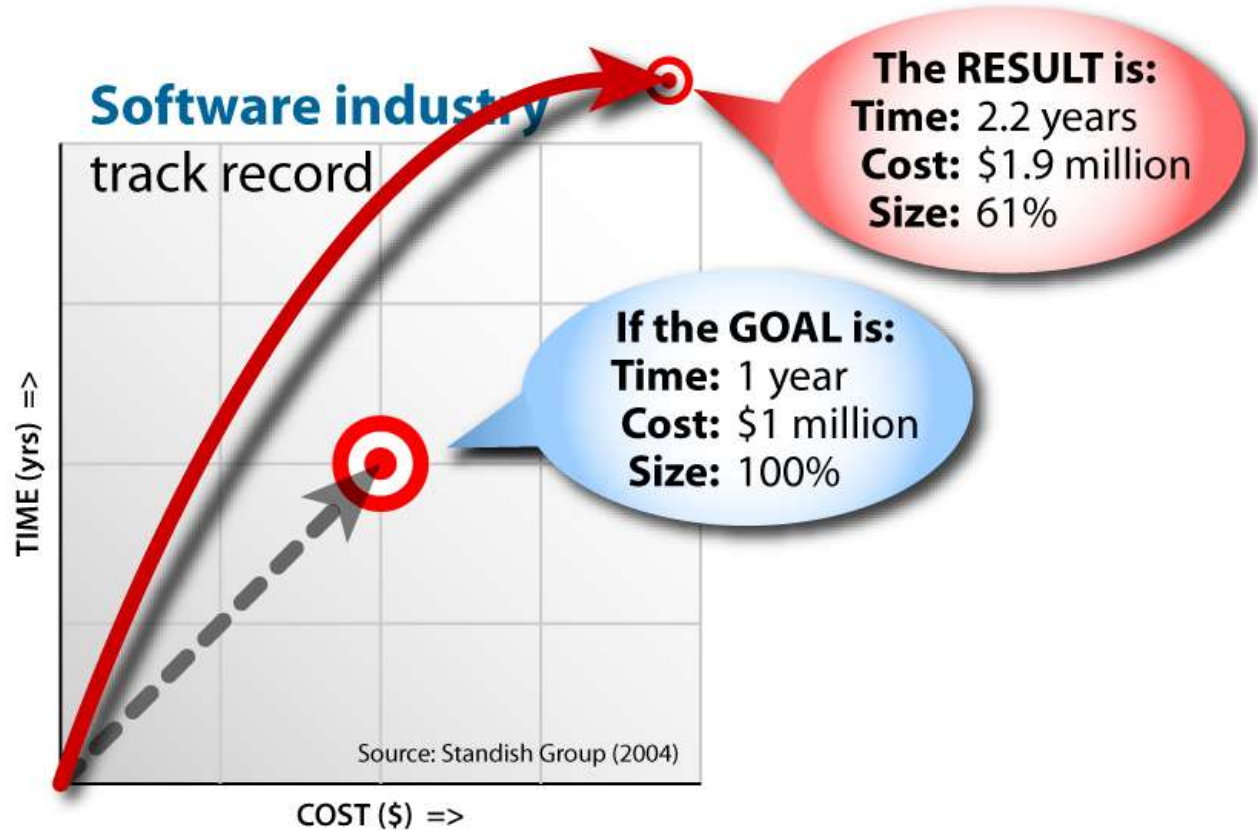 Software industry
track record
The RESULT is:
Time: 2.2 years
Cost: $1.9 million
Size: 61%
If the GOAL is:
Time: 1 year
Cost: $1 million
Size: 100%
TIME (yrs) =>
Source: Standish Group (2004)
COST ($) =>